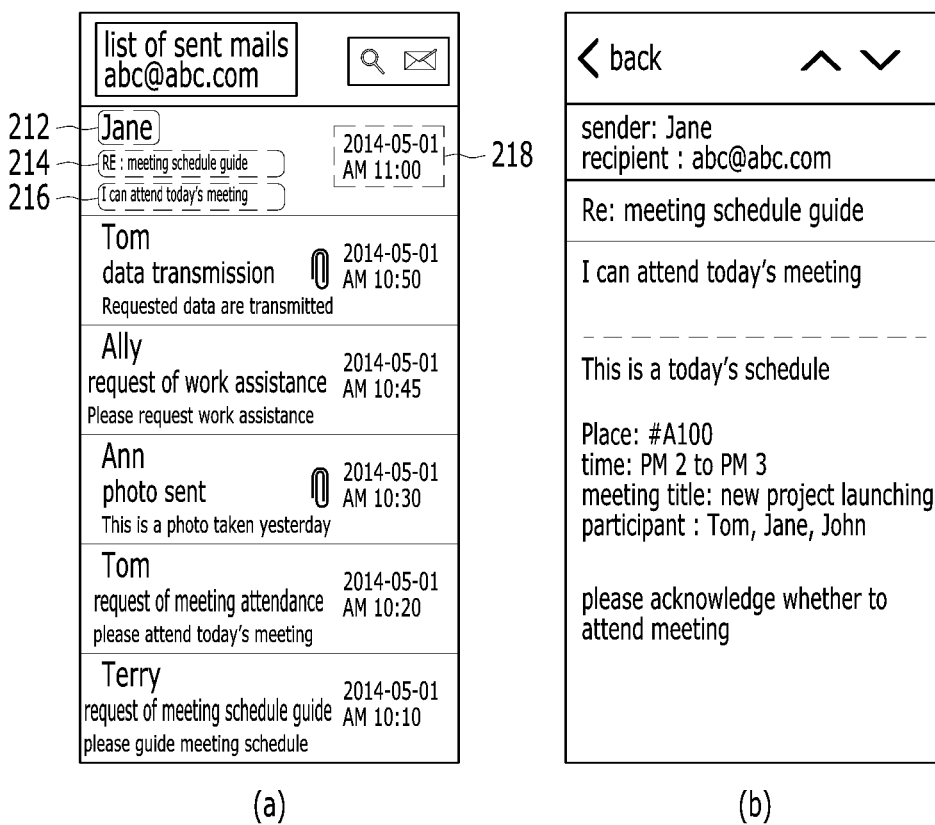 list of sent mails
abc@abc.com
212
Jane
214
RE : meeting schedule guide
216
I can attend today's meeting
2014-05-01
AM 11:00
218
Tom
data transmission
Requested data are transmitted
2014-05-01
AM 10:50
Ally
request of work assistance
Please request work assistance
2014-05-01
AM 10:45
Ann
photo sent
This is a photo taken yesterday
2014-05-01
AM 10:30
Tom
request of meeting attendance
please attend today's meeting
2014-05-01
AM 10:20
Terry
request of meeting schedule guide
please guide meeting schedule
2014-05-01
AM 10:10
(a)
back
sender: Jane
recipient : abc@abc.com
Re: meeting schedule guide
I can attend today's meeting
This is a today's schedule
Place: #A100
time: PM 2 to PM 3
meeting title: new project launching
participant : Tom, Jane, John
please acknowledge whether to
attend meeting
(b)